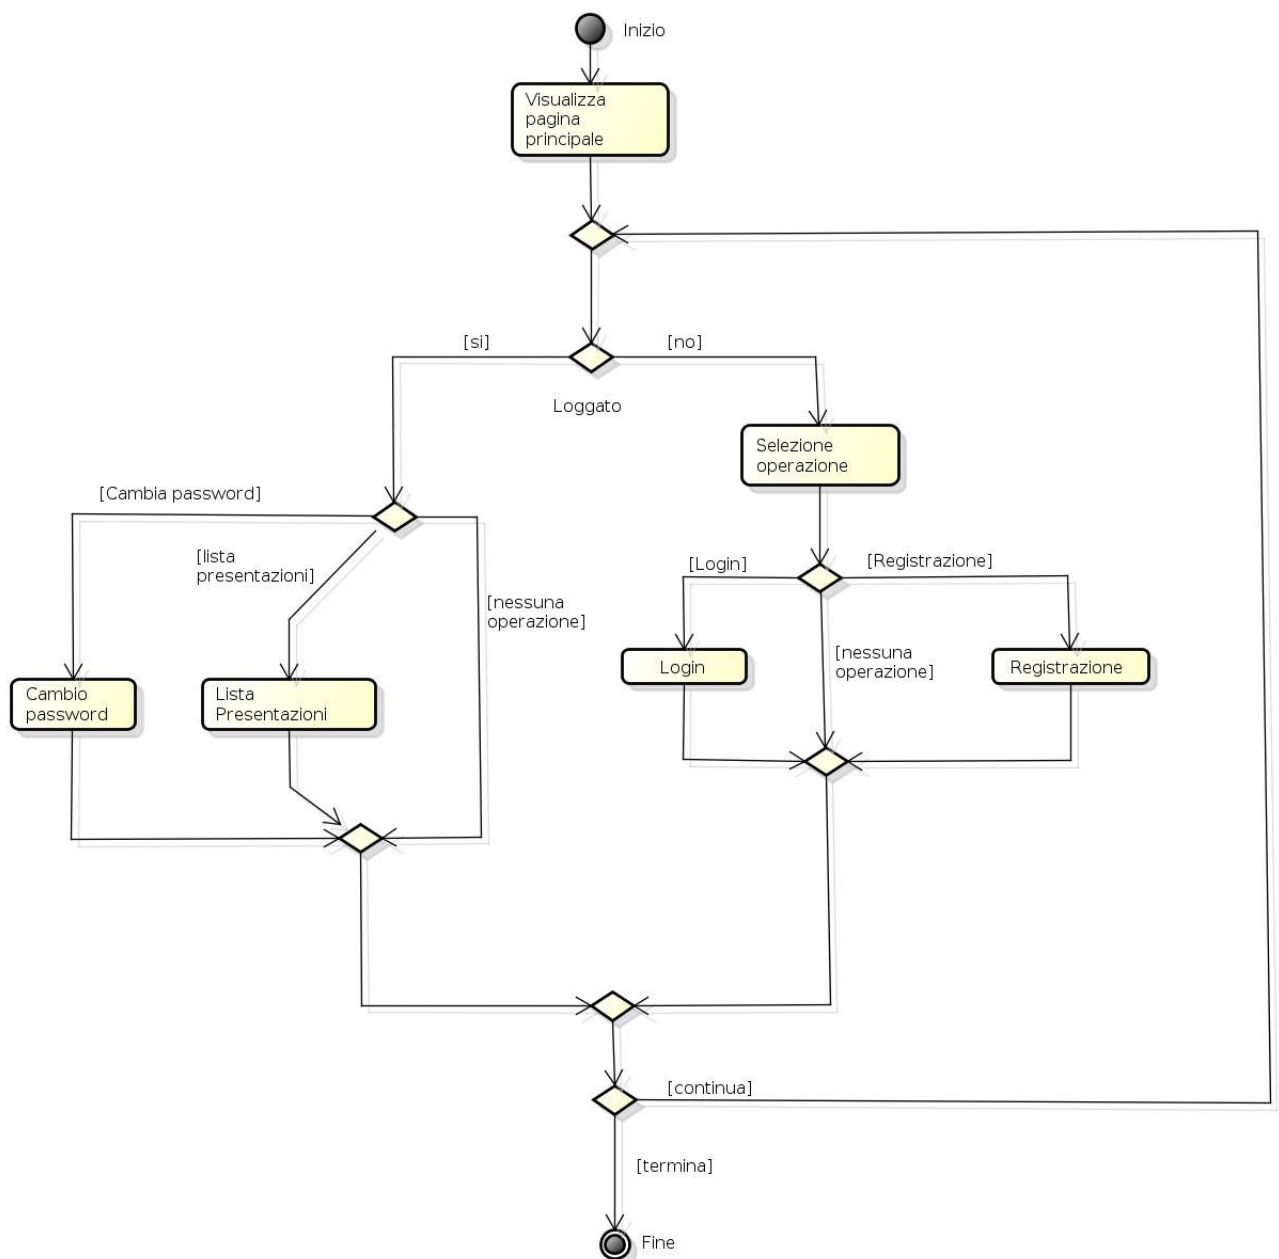 Inizio
Visualizza
pagina
principale
[si]
[no]
Loggato
Selezione
operazione
[Cambia password]
[lista
presentazioni]
[nessuna
operazione]
[Login]
[Registrazione]
[nessuna
operazione]
Login
Registrazione
Cambio
password
Lista
Presentazioni
[continua]
[termina]
Fine